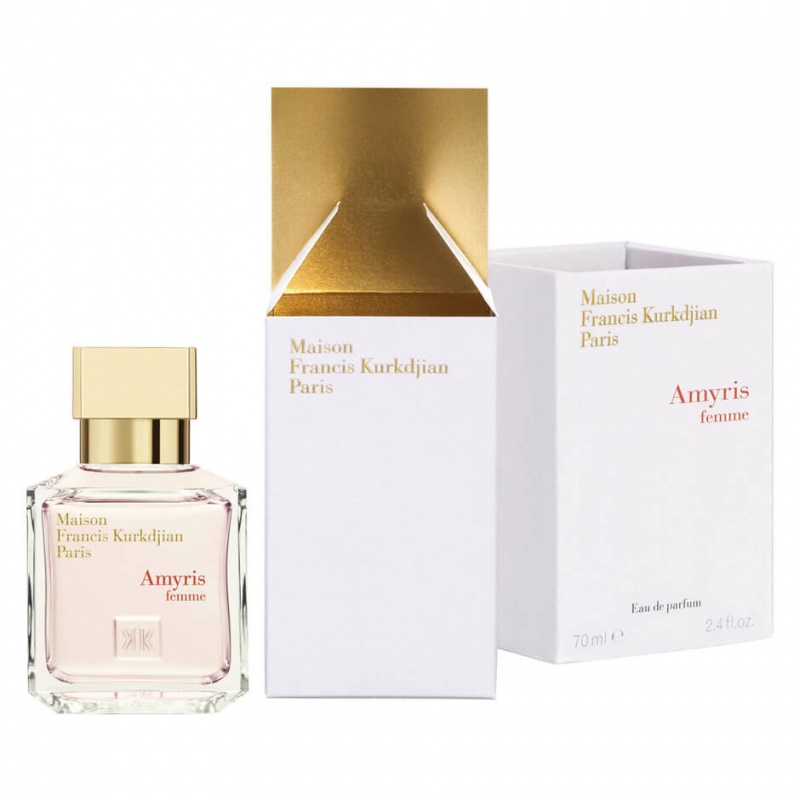 Maison
Francis Kurkdjian
Paris
Amyris
femme
Maison
Francis Kurkdjian
Paris
Maison
Francis Kurkdjian
Paris
Amyris
femme
Eau de parfum
70 ml ℮ 2,4 fl.oz.